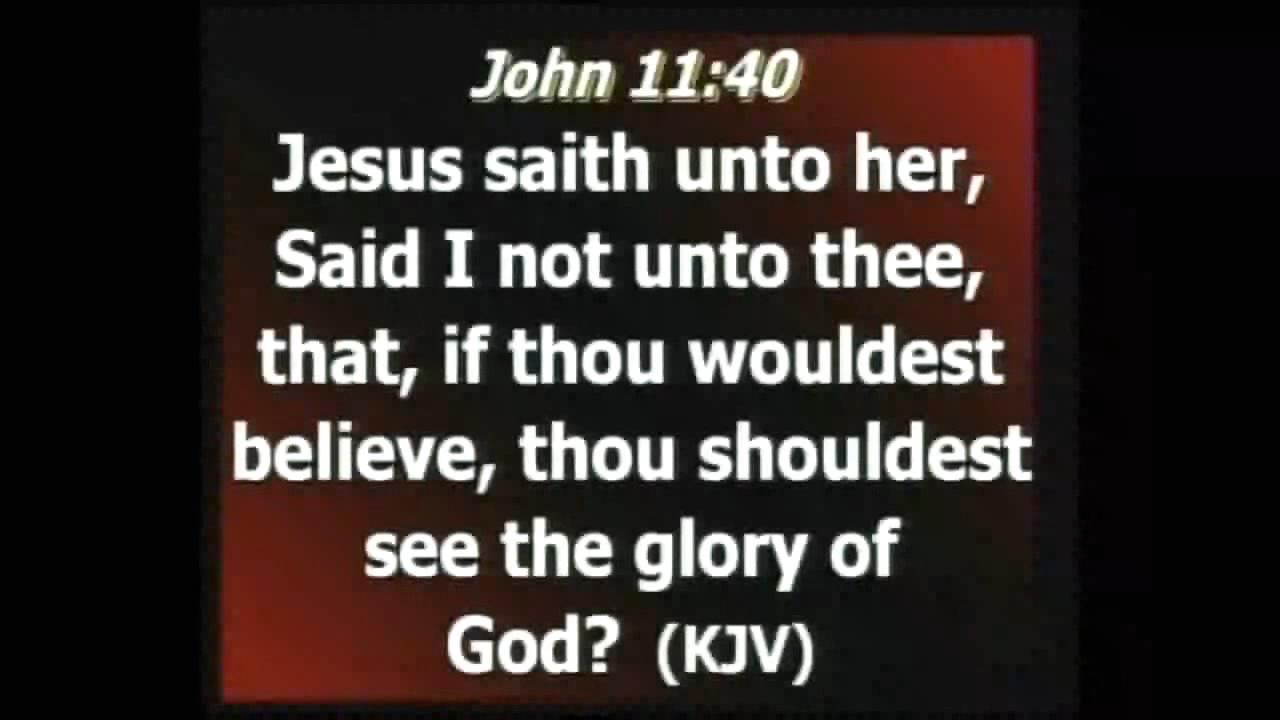 John 11:40
Jesus saith unto her,
Said I not unto thee,
that, if thou wouldest
believe, thou shouldest
see the glory of
God? (KJV)